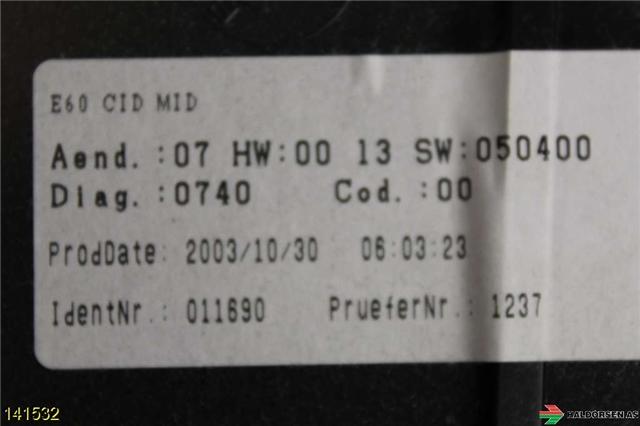 E60 CID MID
Aend.:07 HW:00 13 SW:050400
Diag.:0740 Cod.:00
ProdDate: 2003/10/30 06:03:23
IdentNr.: 011690 PrueferNr.: 1237
141532
HALDORSEN AS